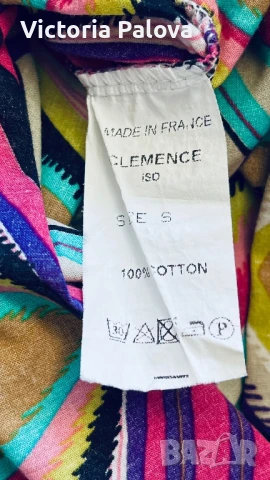 Victoria Palova
MADE IN FRANCE
CLEMENCE
ISO
SIZE S
100% COTTON
P
BAZAR